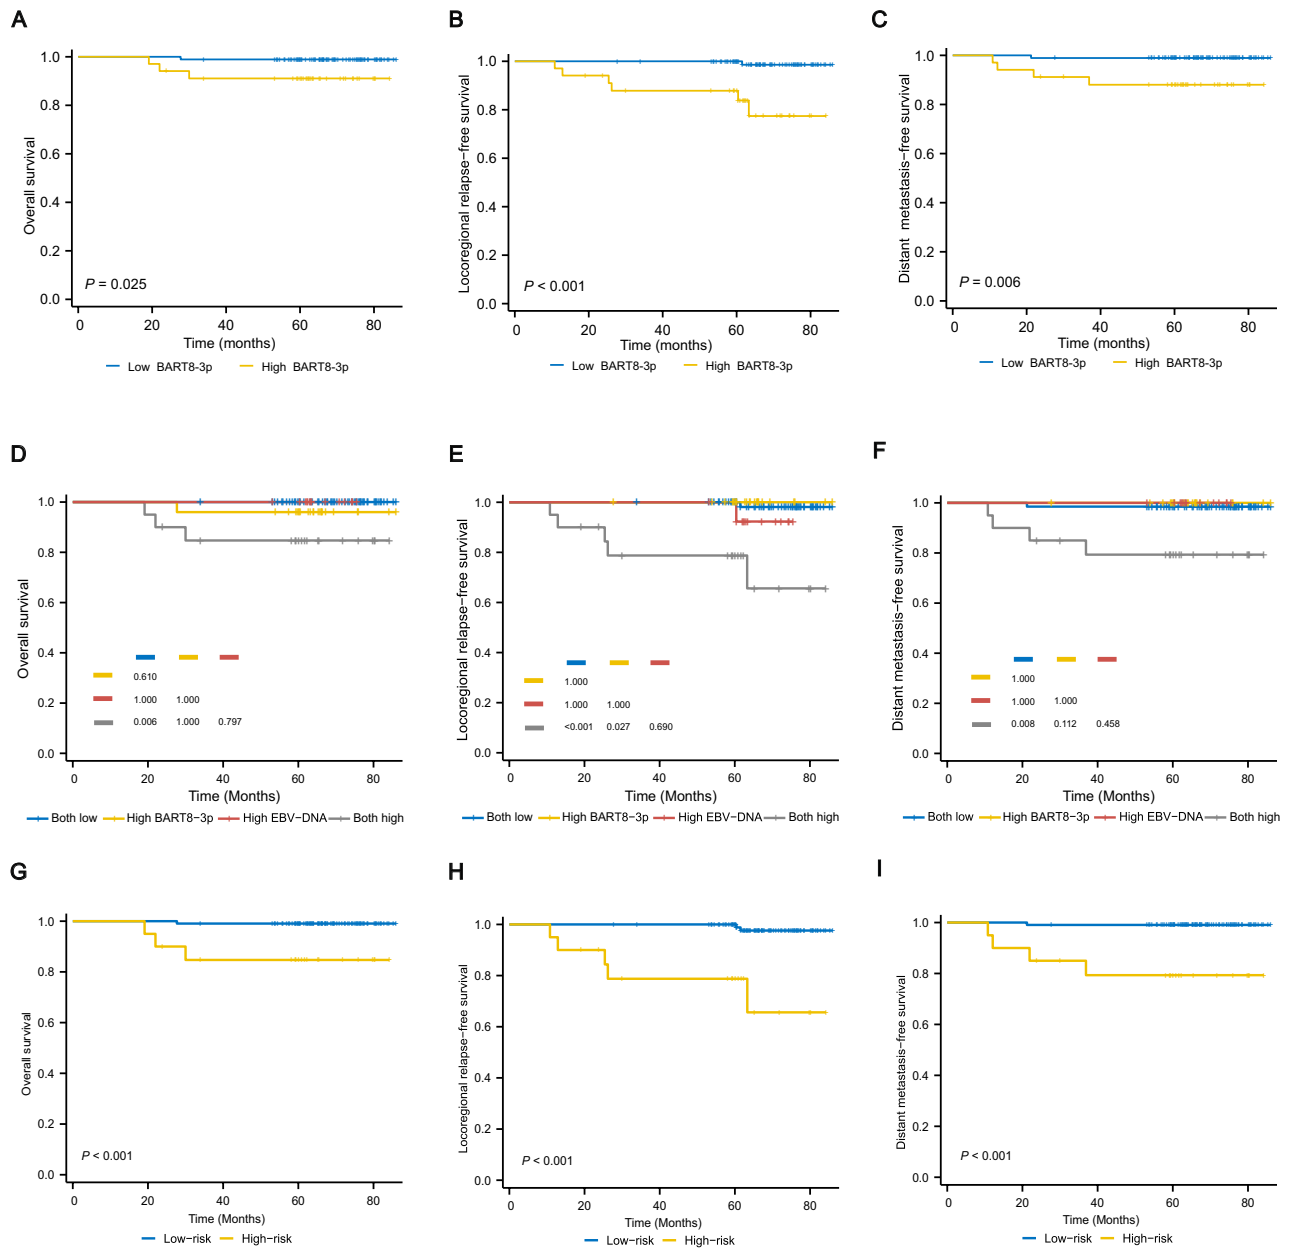 A
1.0
0.8
0.6
0.4
0.2
0.0
Overall survival
P = 0.025
0 20 40 60 80
Time (months)
Low BART8-3p High BART8-3p
B
1.0
0.8
0.6
0.4
0.2
0.0
Locoregional relapse-free survival
P < 0.001
0 20 40 60 80
Time (months)
Low BART8-3p High BART8-3p
C
1.0
0.8
0.6
0.4
0.2
0.0
Distant metastasis-free survival
P = 0.006
0 20 40 60 80
Time (months)
Low BART8-3p High BART8-3p
D
1.0
0.8
0.6
0.4
0.2
0.0
Overall survival
0.610
1.000 1.000
0.006 1.000 0.797
0 20 40 60 80
Time (Months)
Both low High BART8−3p High EBV−DNA Both high
E
1.0
0.8
0.6
0.4
0.2
0.0
Locoregional relapse−free survival
1.000
1.000 1.000
<0.001 0.027 0.690
0 20 40 60 80
Time (Months)
Both low High BART8−3p High EBV−DNA Both high
F
1.0
0.8
0.6
0.4
0.2
0.0
Distant metastasis−free survival
1.000
1.000 1.000
0.008 0.112 0.458
0 20 40 60 80
Time (Months)
Both low High BART8−3p High EBV−DNA Both high
G
1.0
0.8
0.6
0.4
0.2
0.0
Overall survival
P < 0.001
0 20 40 60 80
Time (Months)
Low−risk High−risk
H
1.0
0.8
0.6
0.4
0.2
0.0
Locoregional relapse−free survival
P < 0.001
0 20 40 60 80
Time (Months)
Low−risk High−risk
I
1.0
0.8
0.6
0.4
0.2
0.0
Distant metastasis−free survival
P < 0.001
0 20 40 60 80
Time (Months)
Low−risk High−risk